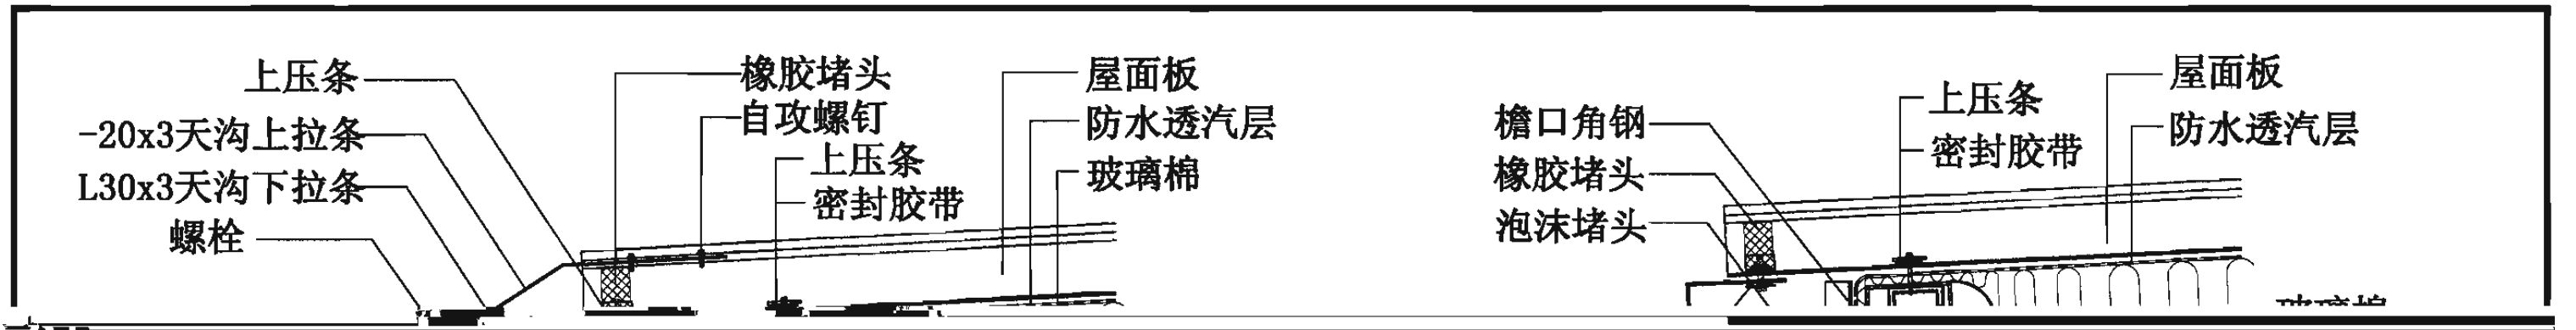 上压条
-20x3天沟上拉条
L30x3天沟下拉条
螺栓
橡胶堵头
自攻螺钉
上压条
密封胶带
屋面板
防水透汽层
玻璃棉
檐口角钢
橡胶堵头
泡沫堵头
上压条
密封胶带
屋面板
防水透汽层